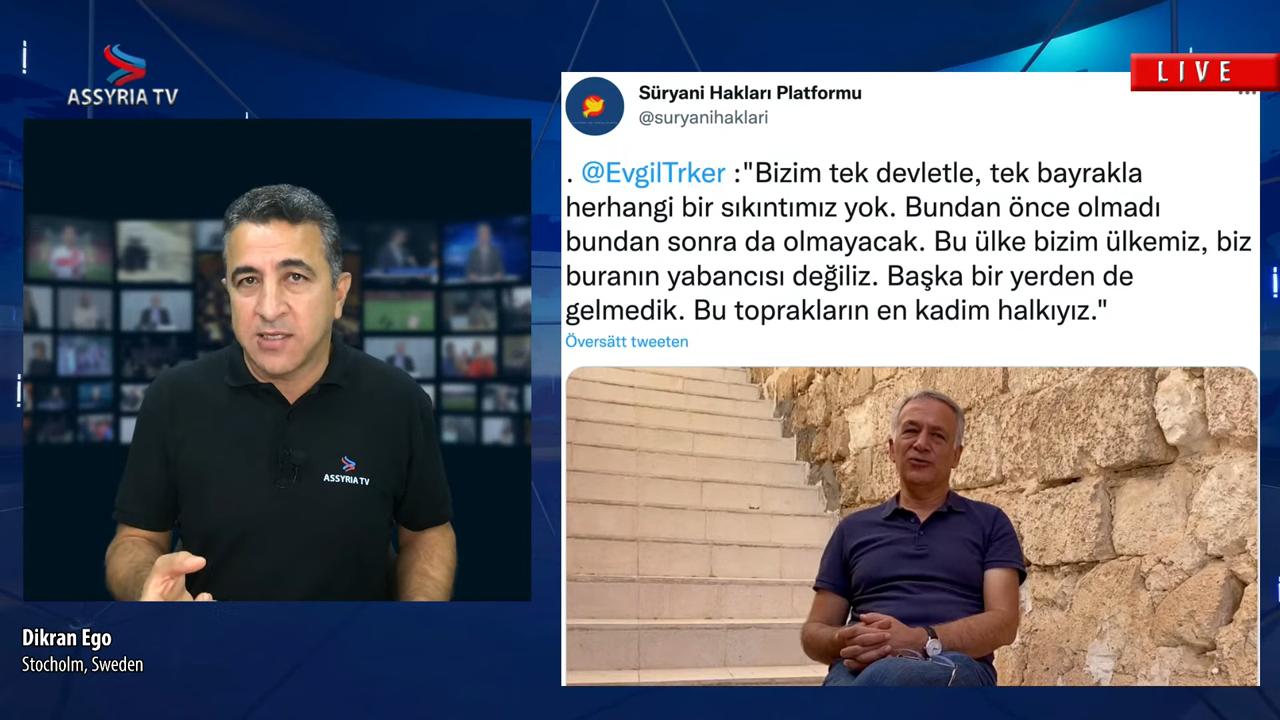 ASSYRIA TV
LIVE
Süryani Hakları Platformu
@suryanihaklari
. @EvgilTrker :"Bizim tek devletle, tek bayrakla
herhangi bir sıkıntımız yok. Bundan önce olmadı
bundan sonra da olmayacak. Bu ülke bizim ülkemiz, biz
buranın yabancısı değiliz. Başka bir yerden de
gelmedik. Bu toprakların en kadim halkıyız."
Översätt tweeten
ASSYRIA TV
Dikran Ego
Stocholm, Sweden